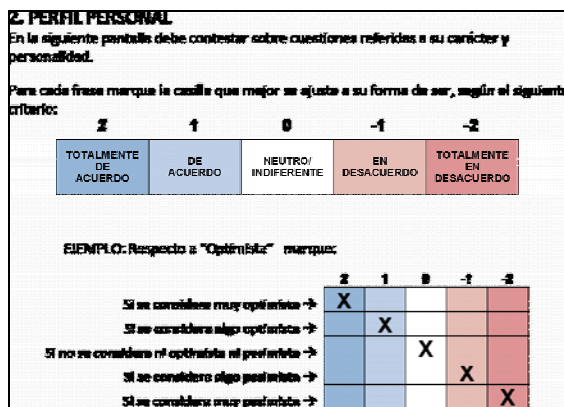 2. PERFIL PERSONAL
En la siguiente pantalla debe contestar sobre cuestiones referidas a su carácter y
personalidad.
Para cada frase marque la casilla que mejor se ajuste a su forma de ser, según el siguiente
criterio:
2 1 0 -1 -2
TOTALMENTE DE ACUERDO
DE ACUERDO
NEUTRO/ INDIFERENTE
EN DESACUERDO
TOTALMENTE EN DESACUERDO
EJEMPLO: Respecto a "Optimista" marque:
2 1 0 -1 -2
Si se considera muy optimista → X
Si se considera algo optimista → X
Si no se considera ni optimista ni pesimista → X
Si se considera algo pesimista → X
Si se considera muy pesimista → X